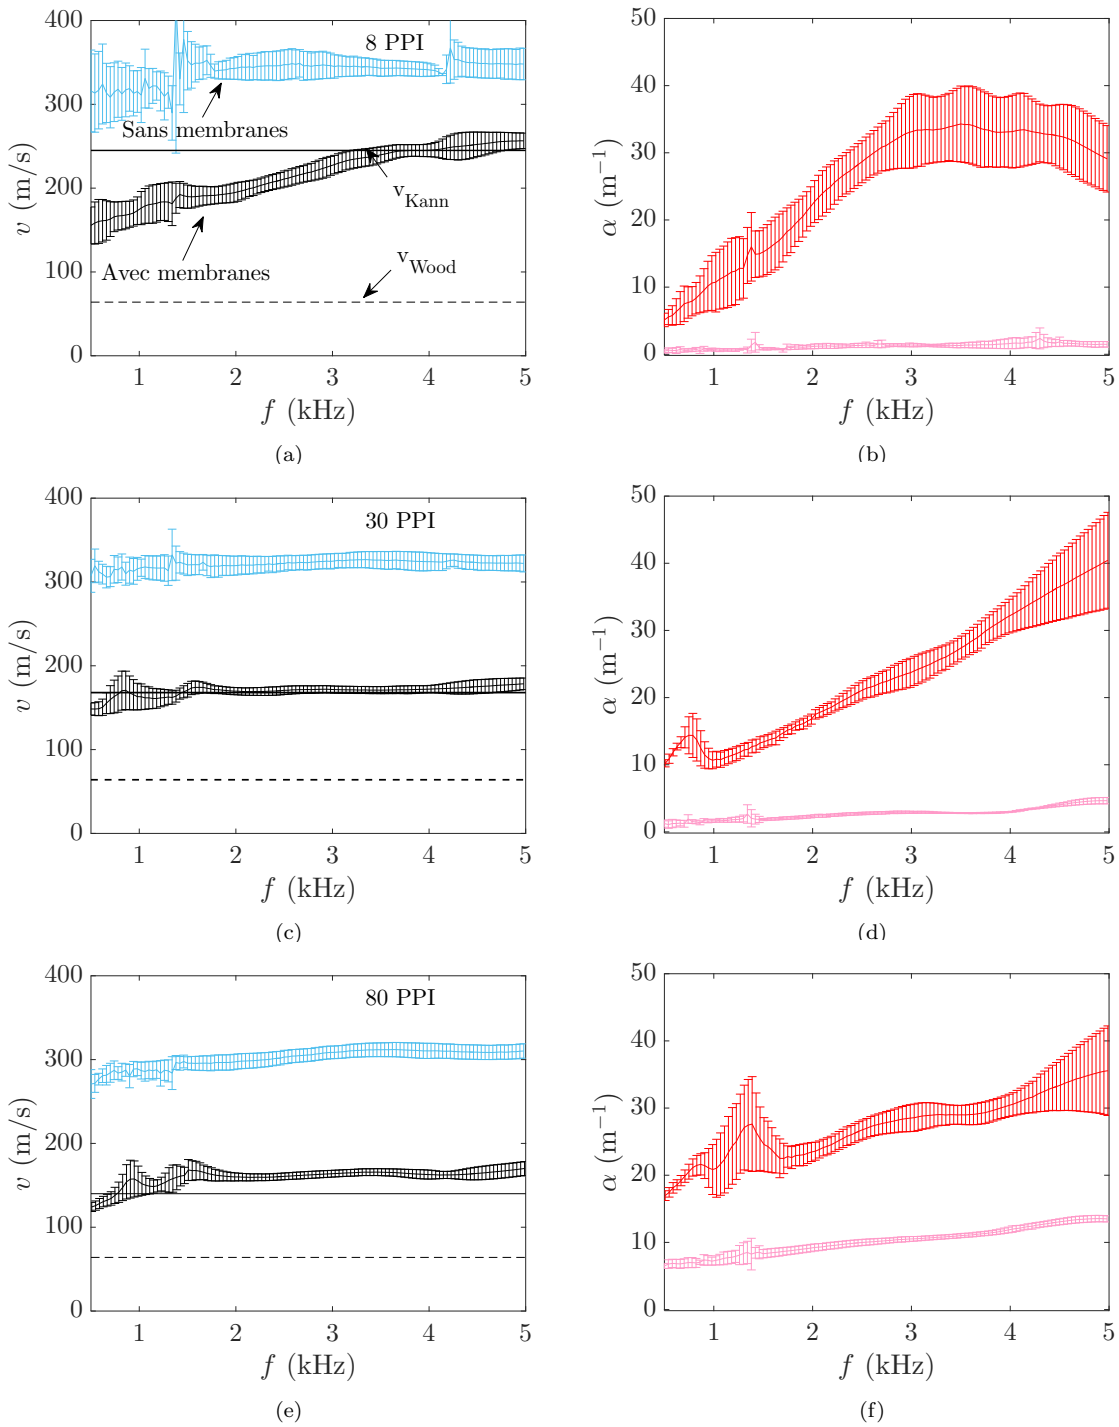 400
300
200
100
0
v (m/s)
8 PPI
Sans membranes
v_Kann
Avec membranes
v_Wood
1 2 3 4 5
f (kHz)
(a)
50
40
30
20
10
0
α (m⁻¹)
1 2 3 4 5
f (kHz)
(b)
400
300
200
100
0
v (m/s)
30 PPI
1 2 3 4 5
f (kHz)
(c)
50
40
30
20
10
0
α (m⁻¹)
1 2 3 4 5
f (kHz)
(d)
400
300
200
100
0
v (m/s)
80 PPI
1 2 3 4 5
f (kHz)
(e)
50
40
30
20
10
0
α (m⁻¹)
1 2 3 4 5
f (kHz)
(f)